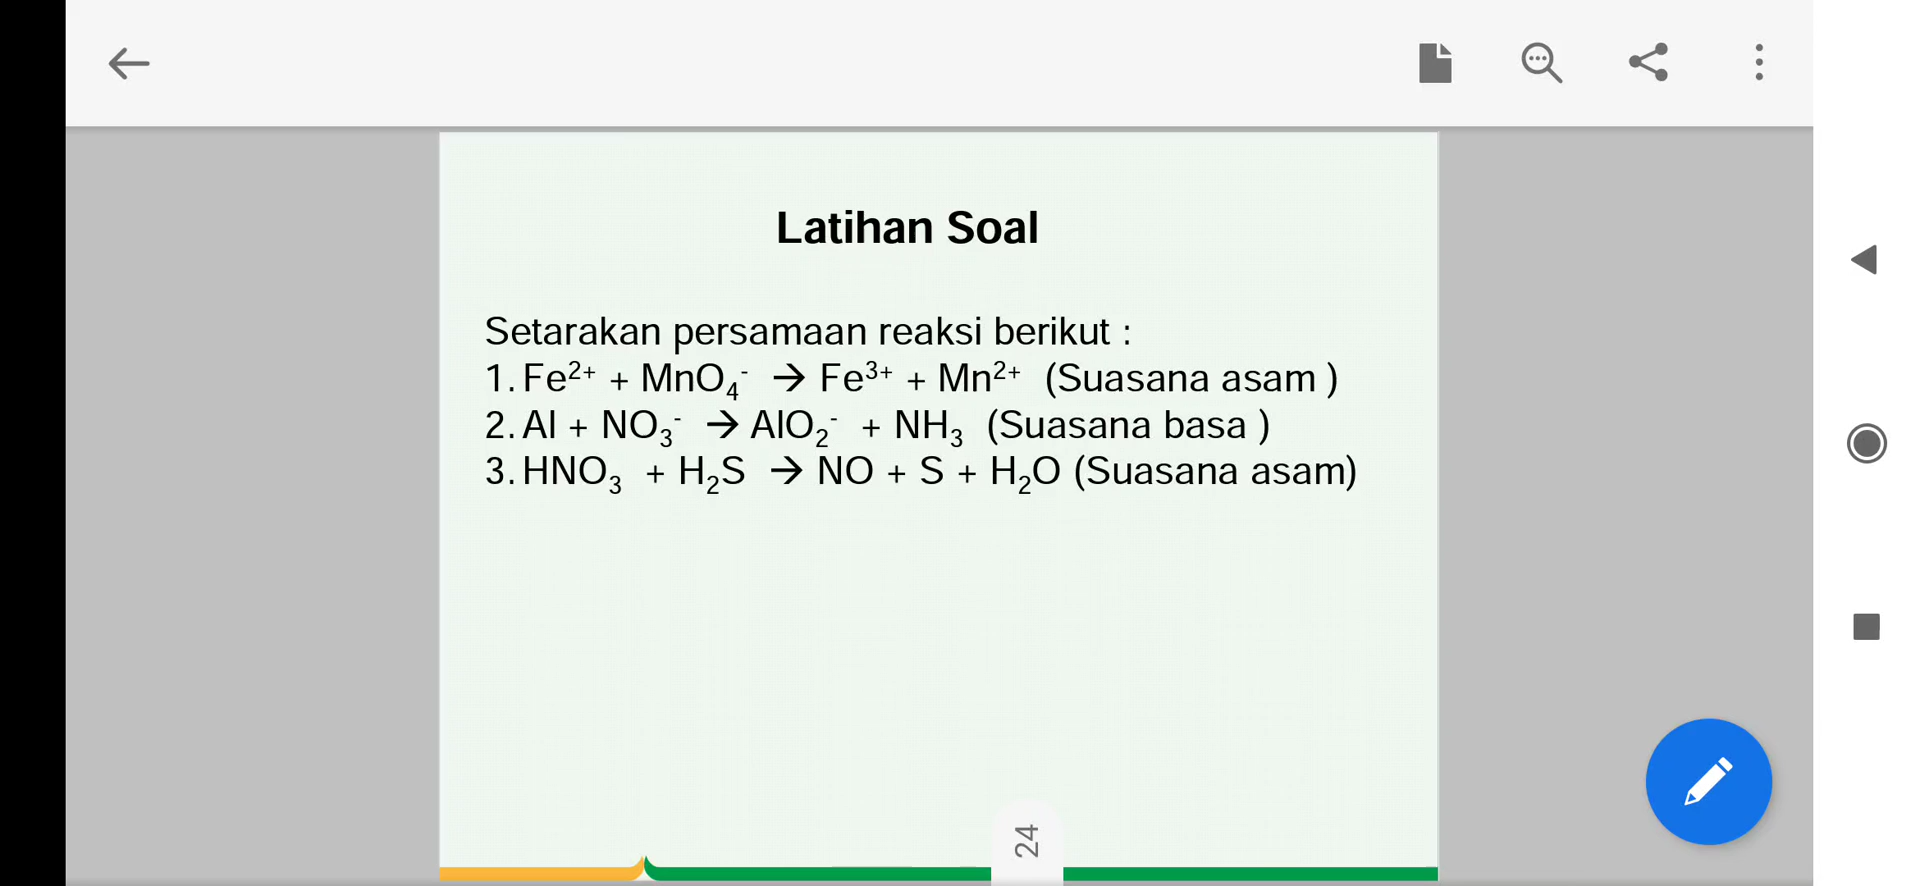 Latihan Soal
Setarakan persamaan reaksi berikut :
1. Fe²⁺ + MnO₄⁻ → Fe³⁺ + Mn²⁺ (Suasana asam )
2. Al + NO₃⁻ → AlO₂⁻ + NH₃ (Suasana basa )
3. HNO₃ + H₂S → NO + S + H₂O (Suasana asam)
24